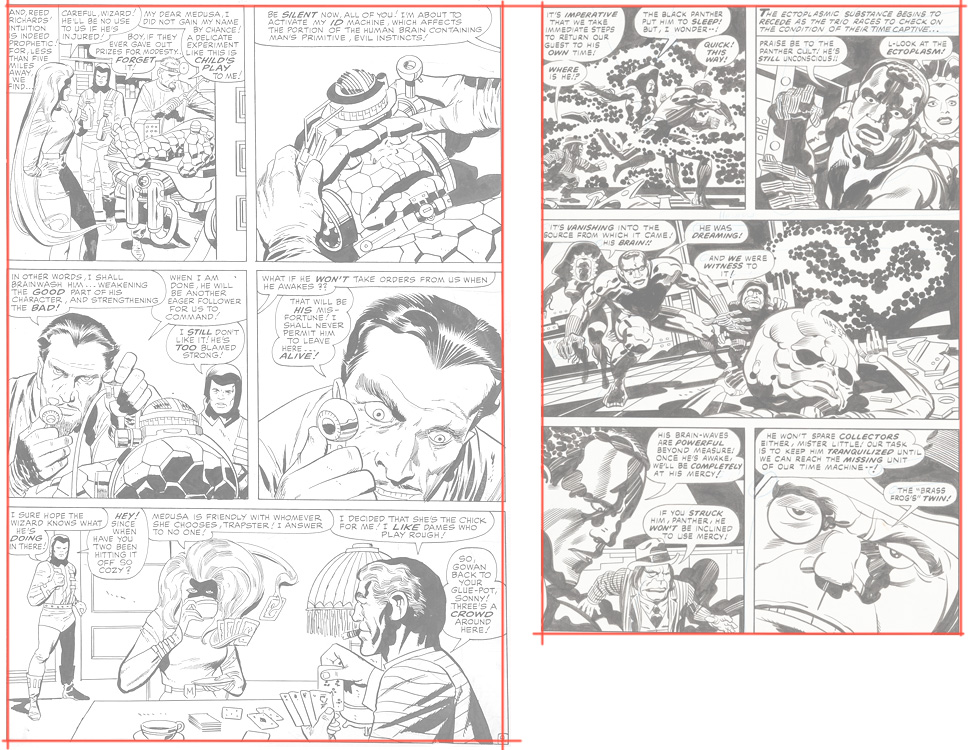 AND, REED
RICHARDS'
INTUITION
IS INDEED
PROPHETIC!
FOR, LESS
THAN FIVE
MILES
AWAY,
WE
FIND...
CAREFUL, WIZARD!
HE'LL BE NO USE
TO US IF HE'S
INJURED!
BOY, IF THEY
EVER GAVE OUT
PRIZES FOR MODESTY..
FORGET
IT!
MY DEAR MEDUSA, I
DID NOT GAIN MY NAME
BY CHANCE!
A DELICATE
EXPERIMENT
LIKE THIS IS
CHILD'S
PLAY
TO ME!
BE SILENT NOW, ALL OF YOU! I'M ABOUT TO
ACTIVATE MY ID MACHINE, WHICH AFFECTS
THE PORTION OF THE HUMAN BRAIN CONTAINING
MAN'S PRIMITIVE, EVIL INSTINCTS!
IN OTHER WORDS, I SHALL
BRAINWASH HIM... WEAKENING
THE GOOD PART OF HIS
CHARACTER, AND STRENGTHENING
THE BAD!
WHEN I AM
DONE, HE WILL
BE ANOTHER
EAGER FOLLOWER
FOR US TO
COMMAND!
I STILL DON'T
LIKE IT! HE'S
TOO BLAMED
STRONG!
WHAT IF HE WON'T TAKE ORDERS FROM US WHEN
HE AWAKES??
THAT WILL BE
HIS MIS-
FORTUNE! I
SHALL NEVER
PERMIT HIM
TO LEAVE
HERE...
ALIVE!
I SURE HOPE THE
WIZARD KNOWS WHAT
HE'S
DOING
IN THERE!
HEY!
SINCE
WHEN
HAVE YOU
TWO BEEN
HITTING IT
OFF SO
COZY?
MEDUSA IS FRIENDLY WITH WHOMEVER
SHE CHOOSES, TRAPSTER! I ANSWER
TO NO ONE!
I DECIDED THAT SHE'S THE CHICK
FOR ME! I LIKE DAMES WHO
PLAY ROUGH!
SO,
GOWAN
BACK TO
YOUR
GLUE-POT,
SONNY!
THREE'S A
CROWD
AROUND
HERE!
M
IT'S IMPERATIVE
THAT WE TAKE
IMMEDIATE STEPS
TO RETURN OUR
GUEST TO HIS
OWN TIME!
WHERE
IS HE!?
THE BLACK PANTHER
PUT HIM TO SLEEP!
BUT, I WONDER--!
QUICK!
THIS
WAY!
THE ECTOPLASMIC SUBSTANCE BEGINS TO
RECEDE AS THE TRIO RACES TO CHECK ON
THE CONDITION OF THEIR TIME CAPTIVE...
PRAISE BE TO THE
PANTHER CULT! HE'S
STILL UNCONSCIOUS!!
L-LOOK AT THE
ECTOPLASM!
IT'S VANISHING INTO THE
SOURCE FROM WHICH IT CAME!
HIS BRAIN!!
HE WAS
DREAMING!
AND WE WERE
WITNESS TO
IT!
HIS BRAIN-WAVES
ARE POWERFUL
BEYOND MEASURE!
ONCE HE'S AWAKE,
WE'LL BE COMPLETELY
AT HIS MERCY!
IF YOU STRUCK
HIM, PANTHER, HE
WON'T BE INCLINED
TO USE MERCY!
HE WON'T SPARE COLLECTORS
EITHER, MISTER LITTLE! OUR TASK
IS TO KEEP HIM TRANQUILIZED UNTIL
WE CAN REACH THE MISSING UNIT
OF OUR TIME MACHINE--!
THE "BRASS
FROG'S" TWIN!